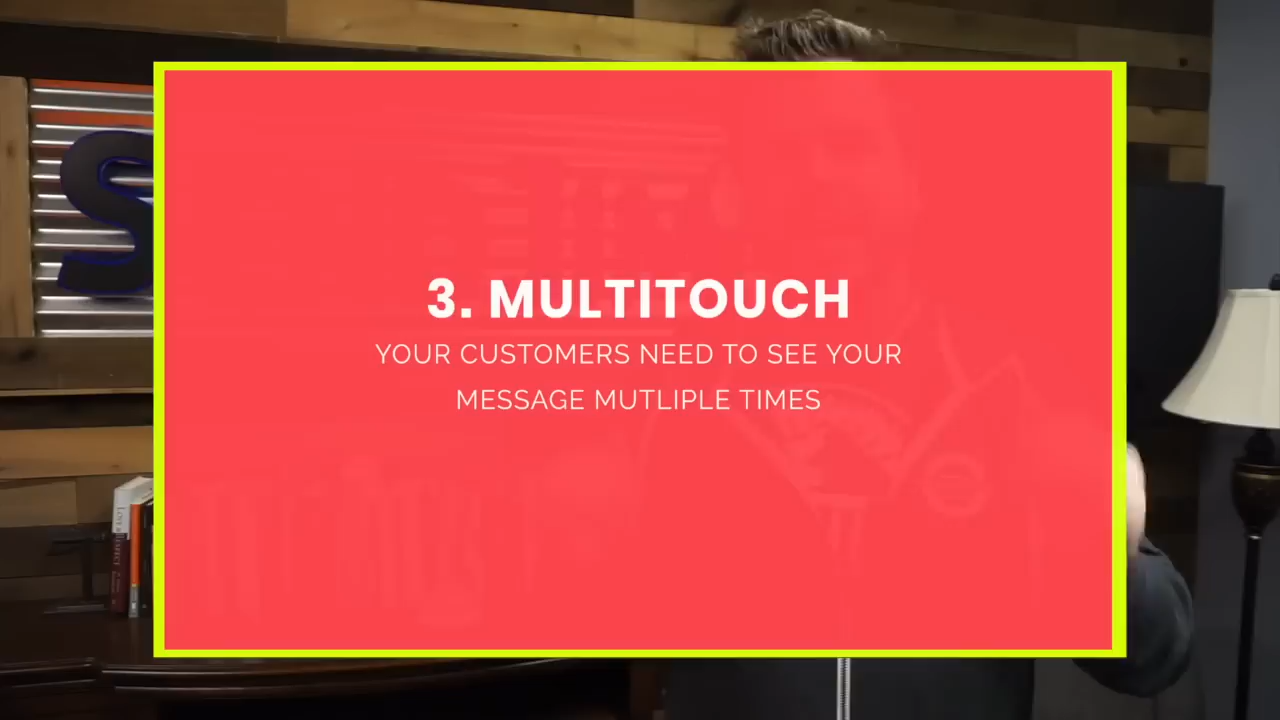 3. MULTITOUCH
YOUR CUSTOMERS NEED TO SEE YOUR
MESSAGE MUTLIPLE TIMES
S